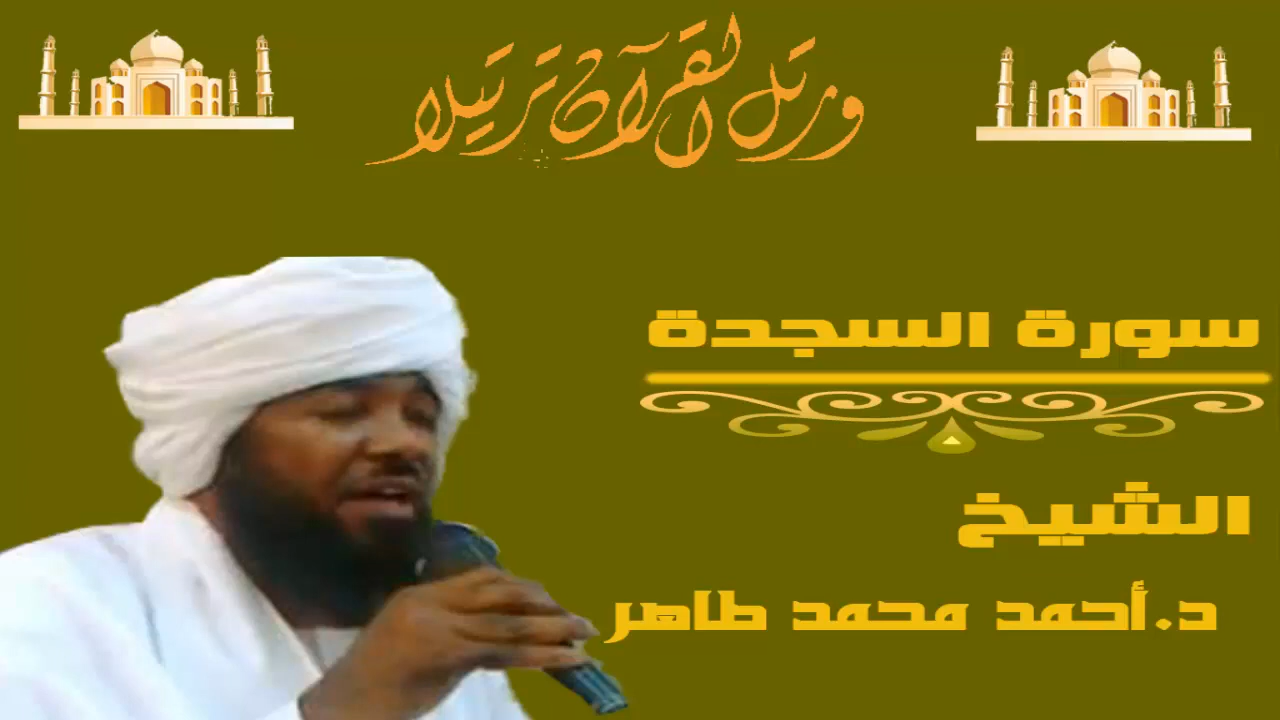 ورتل القرآن ترتيلا
سورة السجدة
الشيخ
د.أحمد محمد طاهر